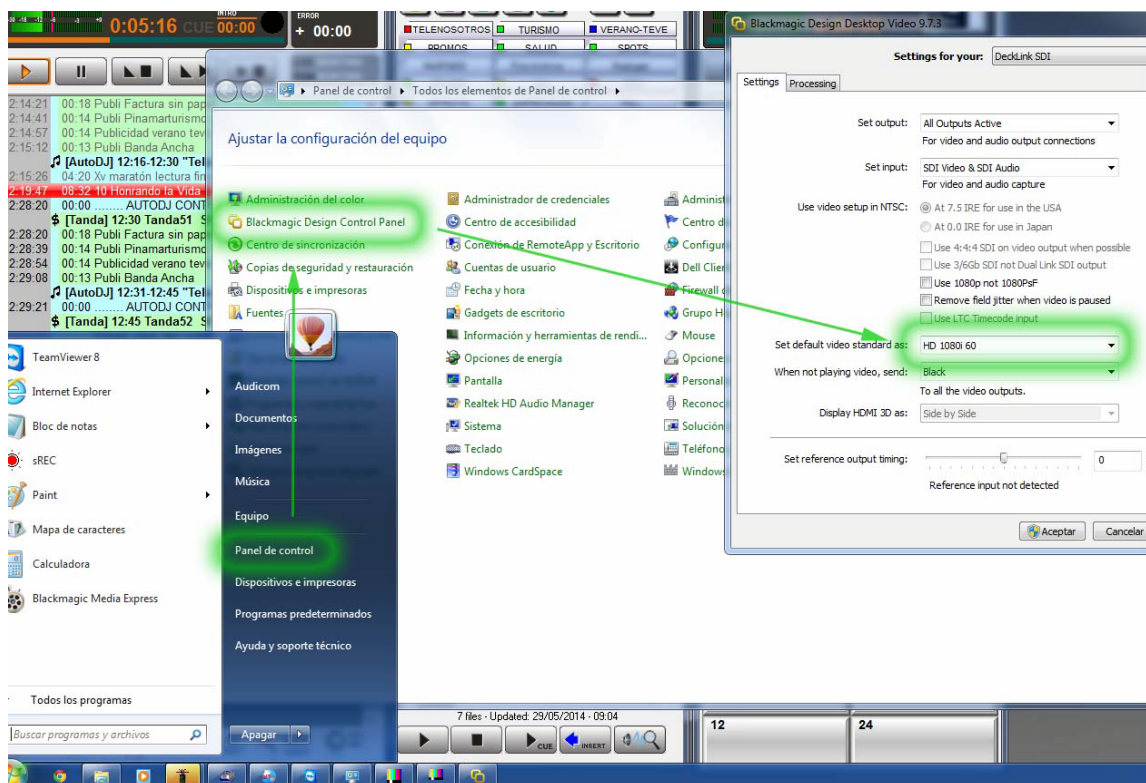 0:05:16 CUE
INTRO
00:00
ERROR
+ 00:00
TELENOSOTROS
TURISMO
VERANO-TEVE
PROMOS
SALUD
SPOTS
2:14:21 00:18 Publi Factura sin pap
2:14:41 00:14 Publi Pinamarturismo
2:14:57 00:14 Publicidad verano tev
2:15:12 00:13 Publi Banda Ancha
[AutoDJ] 12:16-12:30 "Tel
2:15:26 04:20 Xv maratón lectura fin
2:19:47 08:32 10 Honrando la Vida
2:28:20 00:00 ........ AUTODJ CONT
$ [Tanda] 12:30 Tanda51 S
2:28:20 00:18 Publi Factura sin pap
2:28:39 00:14 Publi Pinamarturismo
2:28:54 00:14 Publicidad verano tev
2:29:08 00:13 Publi Banda Ancha
[AutoDJ] 12:31-12:45 "Tel
2:29:21 00:00 ........ AUTODJ CONT
$ [Tanda] 12:45 Tanda52 S
Panel de control
Todos los elementos de Panel de control
Ajustar la configuración del equipo
Administración del color
Blackmagic Design Control Panel
Centro de sincronización
Copias de seguridad y restauración
Dispositivos e impresoras
Fuentes
Administrador de credenciales
Centro de accesibilidad
Conexión de RemoteApp y Escritorio
Cuentas de usuario
Fecha y hora
Gadgets de escritorio
Información y herramientas de rendi...
Opciones de energía
Pantalla
Realtek HD Audio Manager
Sistema
Teclado
Windows CardSpace
Administ
Centro d
Configur
Dell Clien
Firewall d
Grupo H
Mouse
Opcione
Personal
Reconoc
Solución
Teléfono
Windows
TeamViewer 8
Internet Explorer
Bloc de notas
sREC
Paint
Mapa de caracteres
Calculadora
Blackmagic Media Express
Todos los programas
Buscar programas y archivos
Audicom
Documentos
Imágenes
Música
Equipo
Panel de control
Dispositivos e impresoras
Programas predeterminados
Ayuda y soporte técnico
Apagar
Blackmagic Design Desktop Video 9.7.3
Settings for your: DeckLink SDI
Settings
Processing
Set output: All Outputs Active
For video and audio output connections
Set input: SDI Video & SDI Audio
For video and audio capture
Use video setup in NTSC: At 7.5 IRE for use in the USA
At 0.0 IRE for use in Japan
Use 4:4:4 SDI on video output when possible
Use 3/6Gb SDI not Dual Link SDI output
Use 1080p not 1080PsF
Remove field jitter when video is paused
Use LTC Timecode input
Set default video standard as: HD 1080i 60
When not playing video, send: Black
To all the video outputs.
Display HDMI 3D as: Side by Side
Set reference output timing: 0
Reference input not detected
Aceptar
Cancelar
7 files - Updated: 29/05/2014 - 09:04
CUE
INSERT
12
24